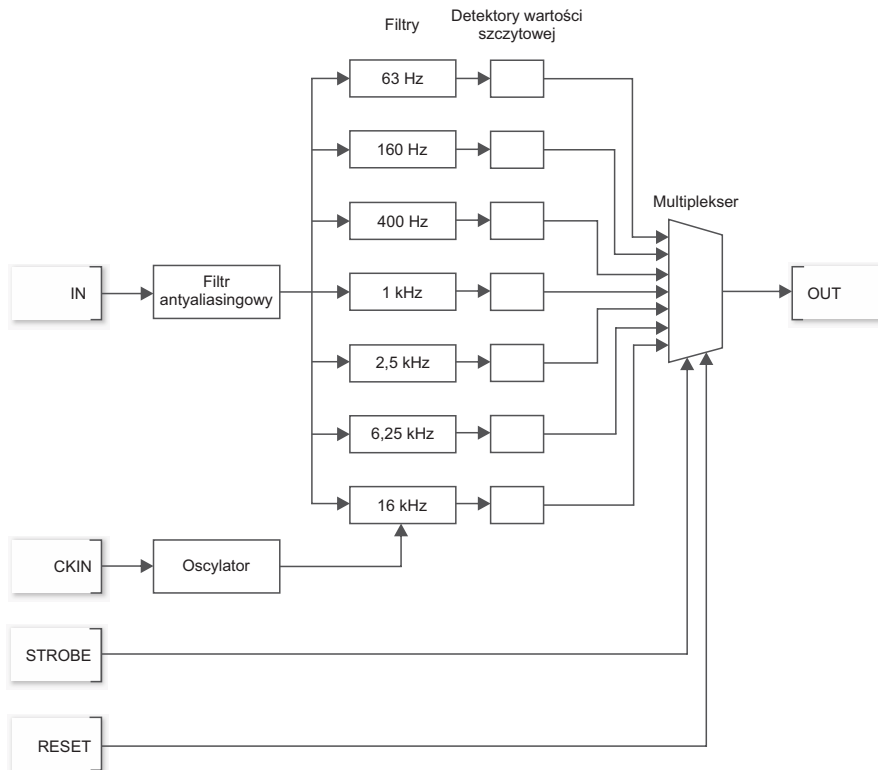 Filtry
Detektory wartości
szczytowej
63 Hz
160 Hz
400 Hz
Multiplekser
IN
Filtr
antyaliasingowy
1 kHz
OUT
2,5 kHz
6,25 kHz
16 kHz
CKIN
Oscylator
STROBE
RESET